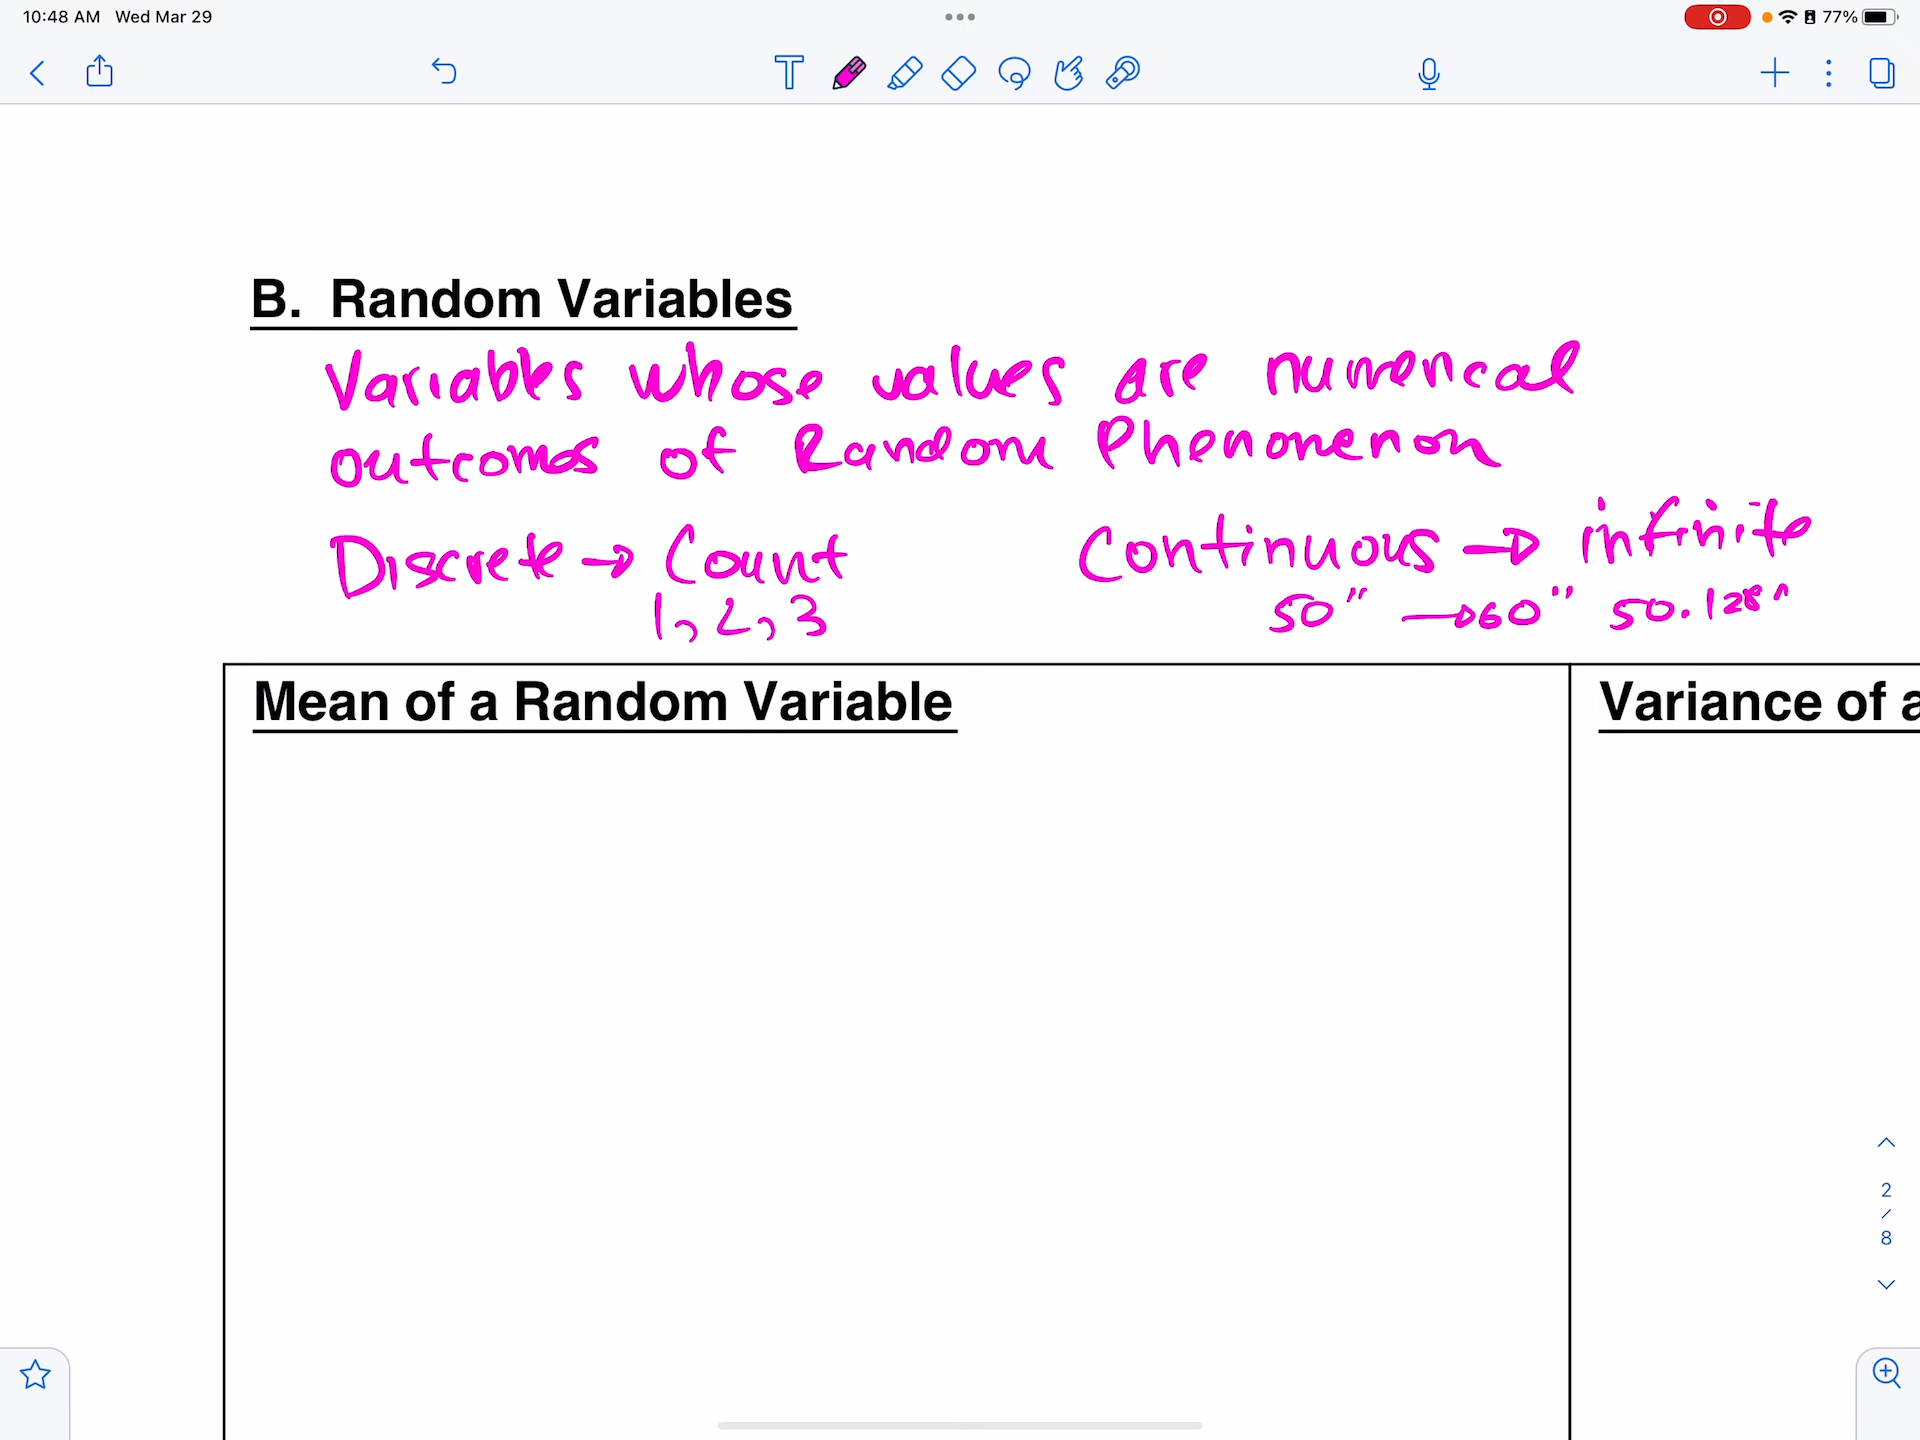 10:48 AM Wed Mar 29
77%
B. Random Variables
Variables whose values are numerical
outcomes of Random Phenomenon
Discrete → Count
Continuous → infinite
1, 2, 3
50" → 60" 50.128"
Mean of a Random Variable
Variance of a
2
/
8